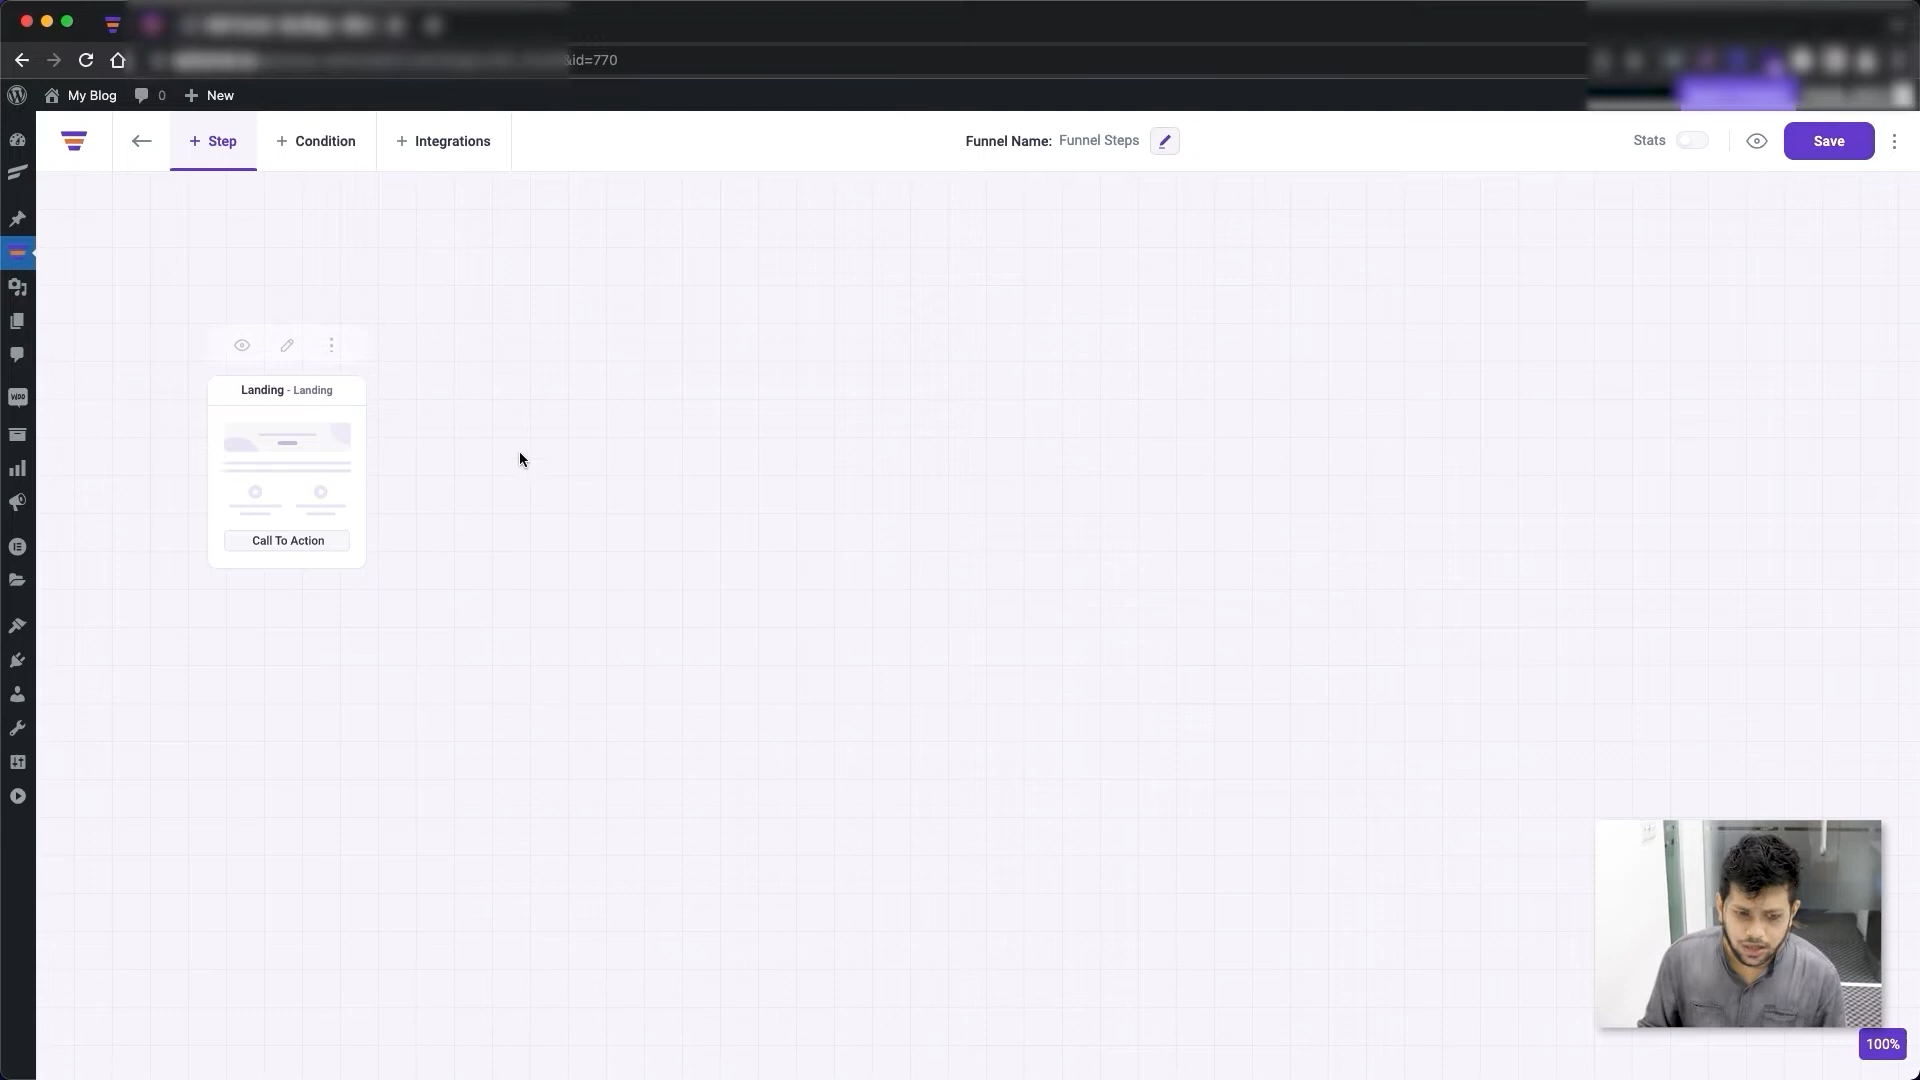 &id=770
My Blog
0
New
Step
Condition
Integrations
Funnel Name: Funnel Steps
Stats
Save
Landing - Landing
Call To Action
WOO
100%